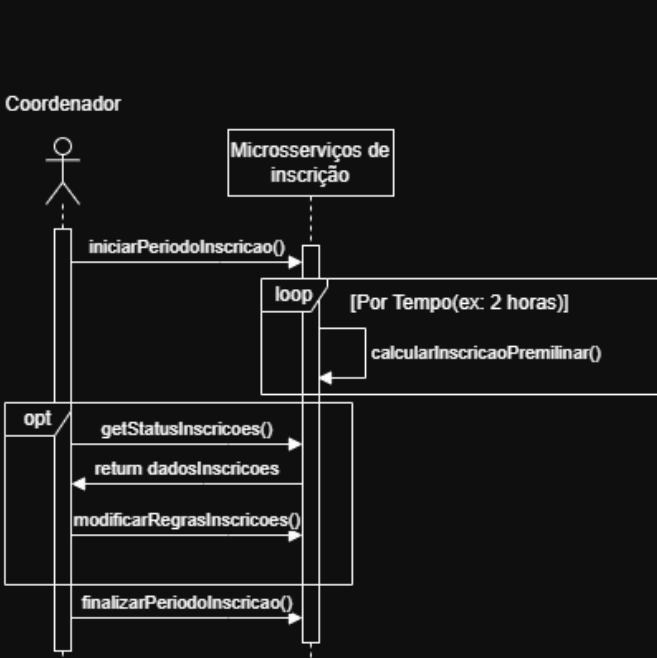 Coordenador
Microsserviços de
inscrição
iniciarPeriodoInscricao()
loop
[Por Tempo(ex: 2 horas)]
calcularInscricaoPremilinar()
opt
getStatusInscricoes()
return dadosInscricoes
modificarRegrasInscricoes()
finalizarPeriodoInscricao()